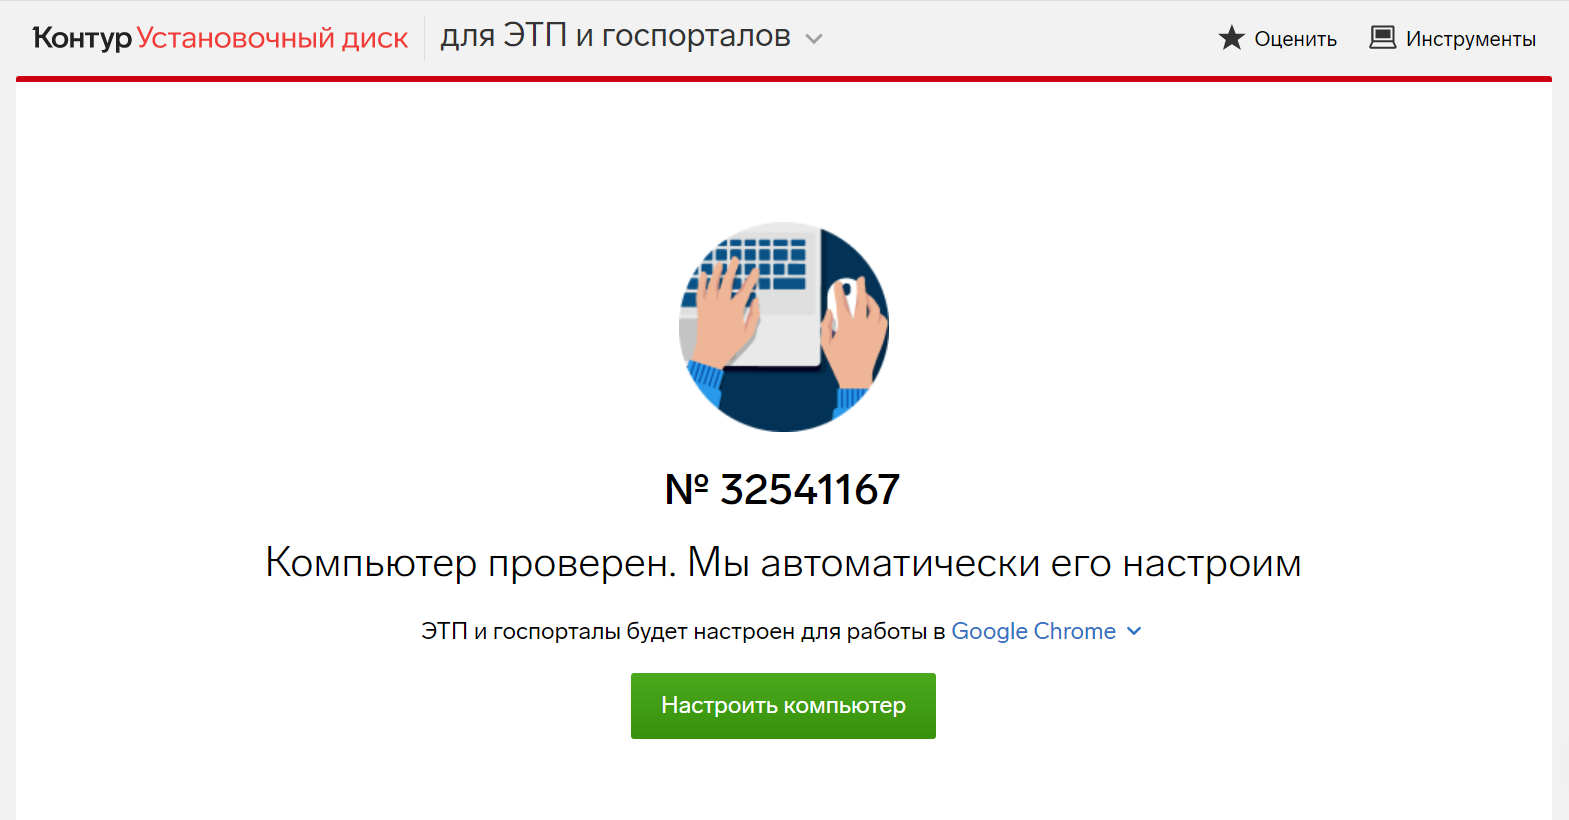 Контур Установочный диск для ЭТП и госпорталов Оценить Инструменты
№ 32541167
Компьютер проверен. Мы автоматически его настроим
ЭТП и госпорталы будет настроен для работы в Google Chrome
Настроить компьютер